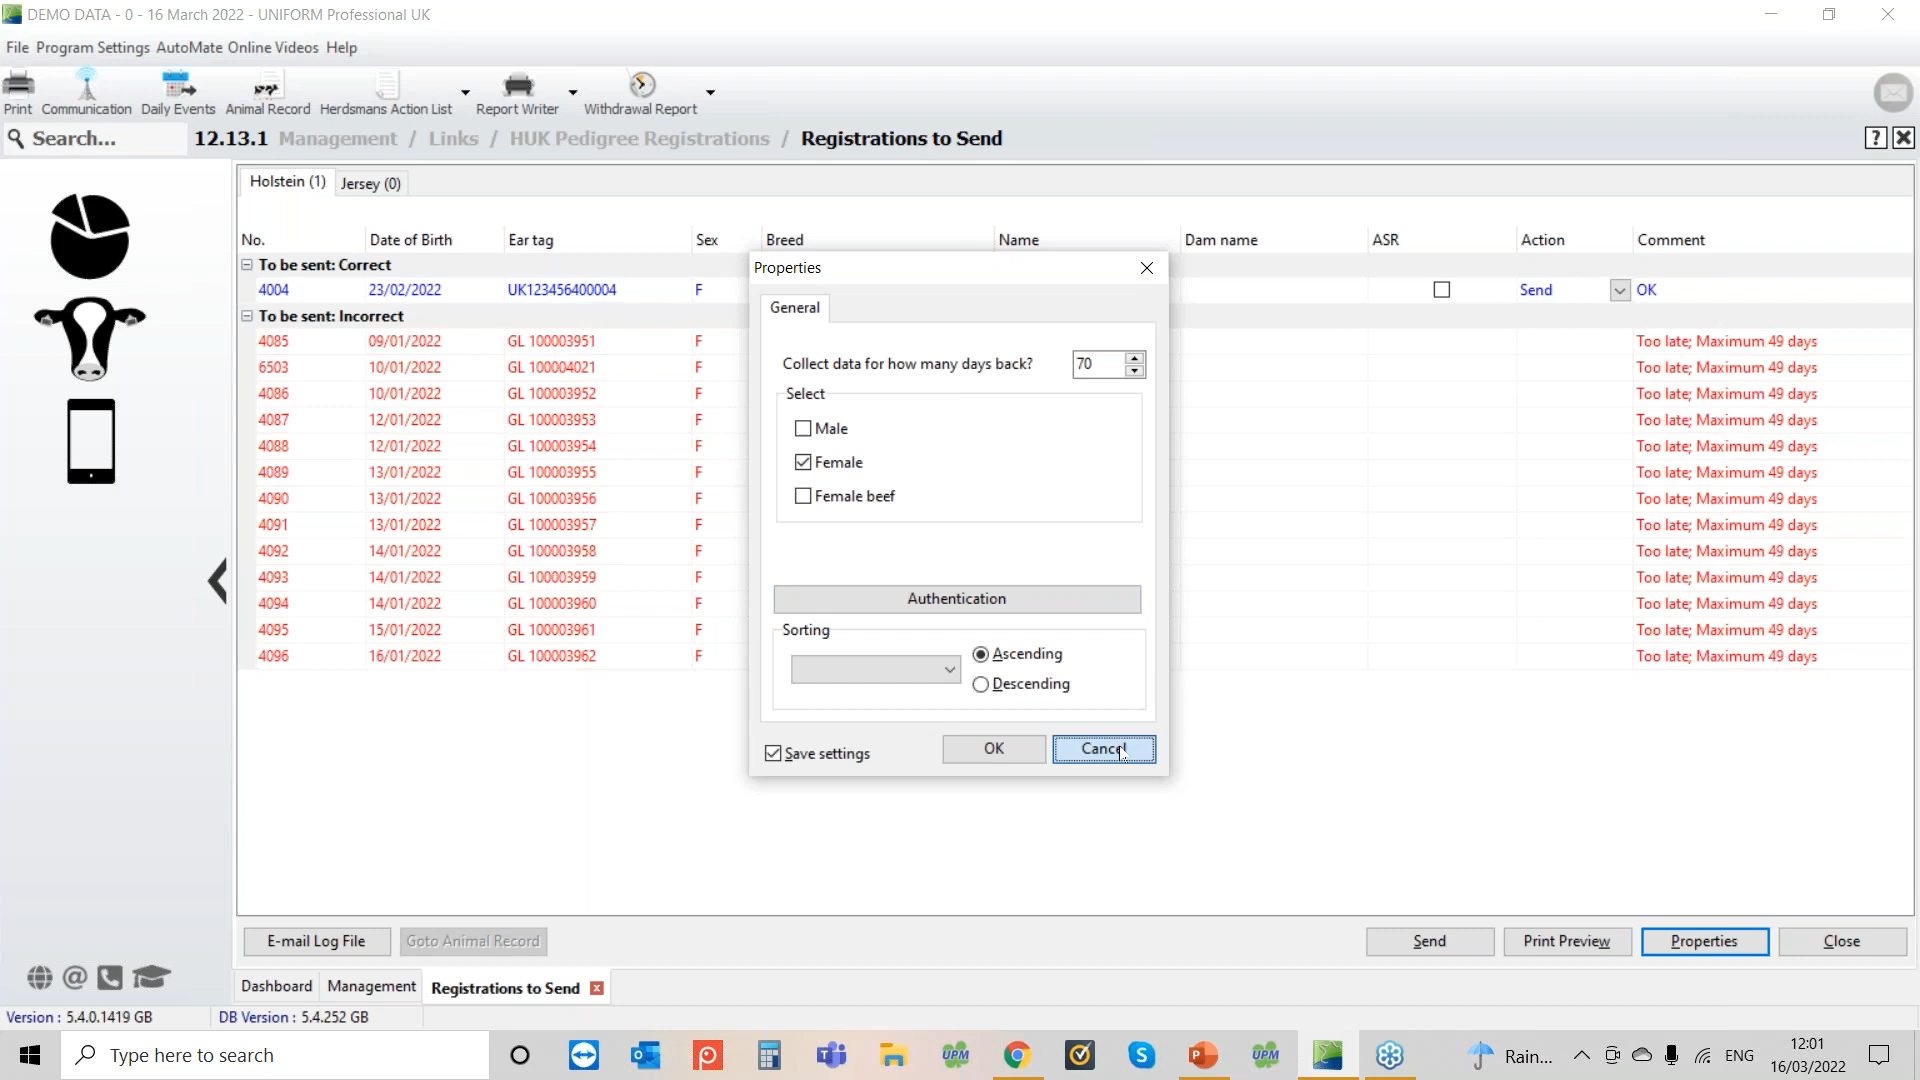 DEMO DATA - 0 - 16 March 2022 - UNIFORM Professional UK
File Program Settings AutoMate Online Videos Help
Print Communication Daily Events Animal Record Herdsmans Action List Report Writer Withdrawal Report
Search... 12.13.1 Management / Links / HUK Pedigree Registrations / Registrations to Send ?
Holstein (1) Jersey (0)
No. Date of Birth Ear tag Sex Breed Name Dam name ASR Action Comment
To be sent: Correct
4004 23/02/2022 UK123456400004 F Send OK
To be sent: Incorrect
4085 09/01/2022 GL 100003951 F Too late; Maximum 49 days
6503 10/01/2022 GL 100004021 F Too late; Maximum 49 days
4086 10/01/2022 GL 100003952 F Too late; Maximum 49 days
4087 12/01/2022 GL 100003953 F Too late; Maximum 49 days
4088 12/01/2022 GL 100003954 F Too late; Maximum 49 days
4089 13/01/2022 GL 100003955 F Too late; Maximum 49 days
4090 13/01/2022 GL 100003956 F Too late; Maximum 49 days
4091 13/01/2022 GL 100003957 F Too late; Maximum 49 days
4092 14/01/2022 GL 100003958 F Too late; Maximum 49 days
4093 14/01/2022 GL 100003959 F Too late; Maximum 49 days
4094 14/01/2022 GL 100003960 F Too late; Maximum 49 days
4095 15/01/2022 GL 100003961 F Too late; Maximum 49 days
4096 16/01/2022 GL 100003962 F Too late; Maximum 49 days
Properties
General
Collect data for how many days back? 70
Select
Male
Female
Female beef
Authentication
Sorting
Ascending
Descending
Save settings OK Cancel
E-mail Log File Goto Animal Record Send Print Preview Properties Close
Dashboard Management Registrations to Send
Version : 5.4.0.1419 GB DB Version : 5.4.252 GB
Type here to search UPM UPM Rain... ENG 12:01
16/03/2022